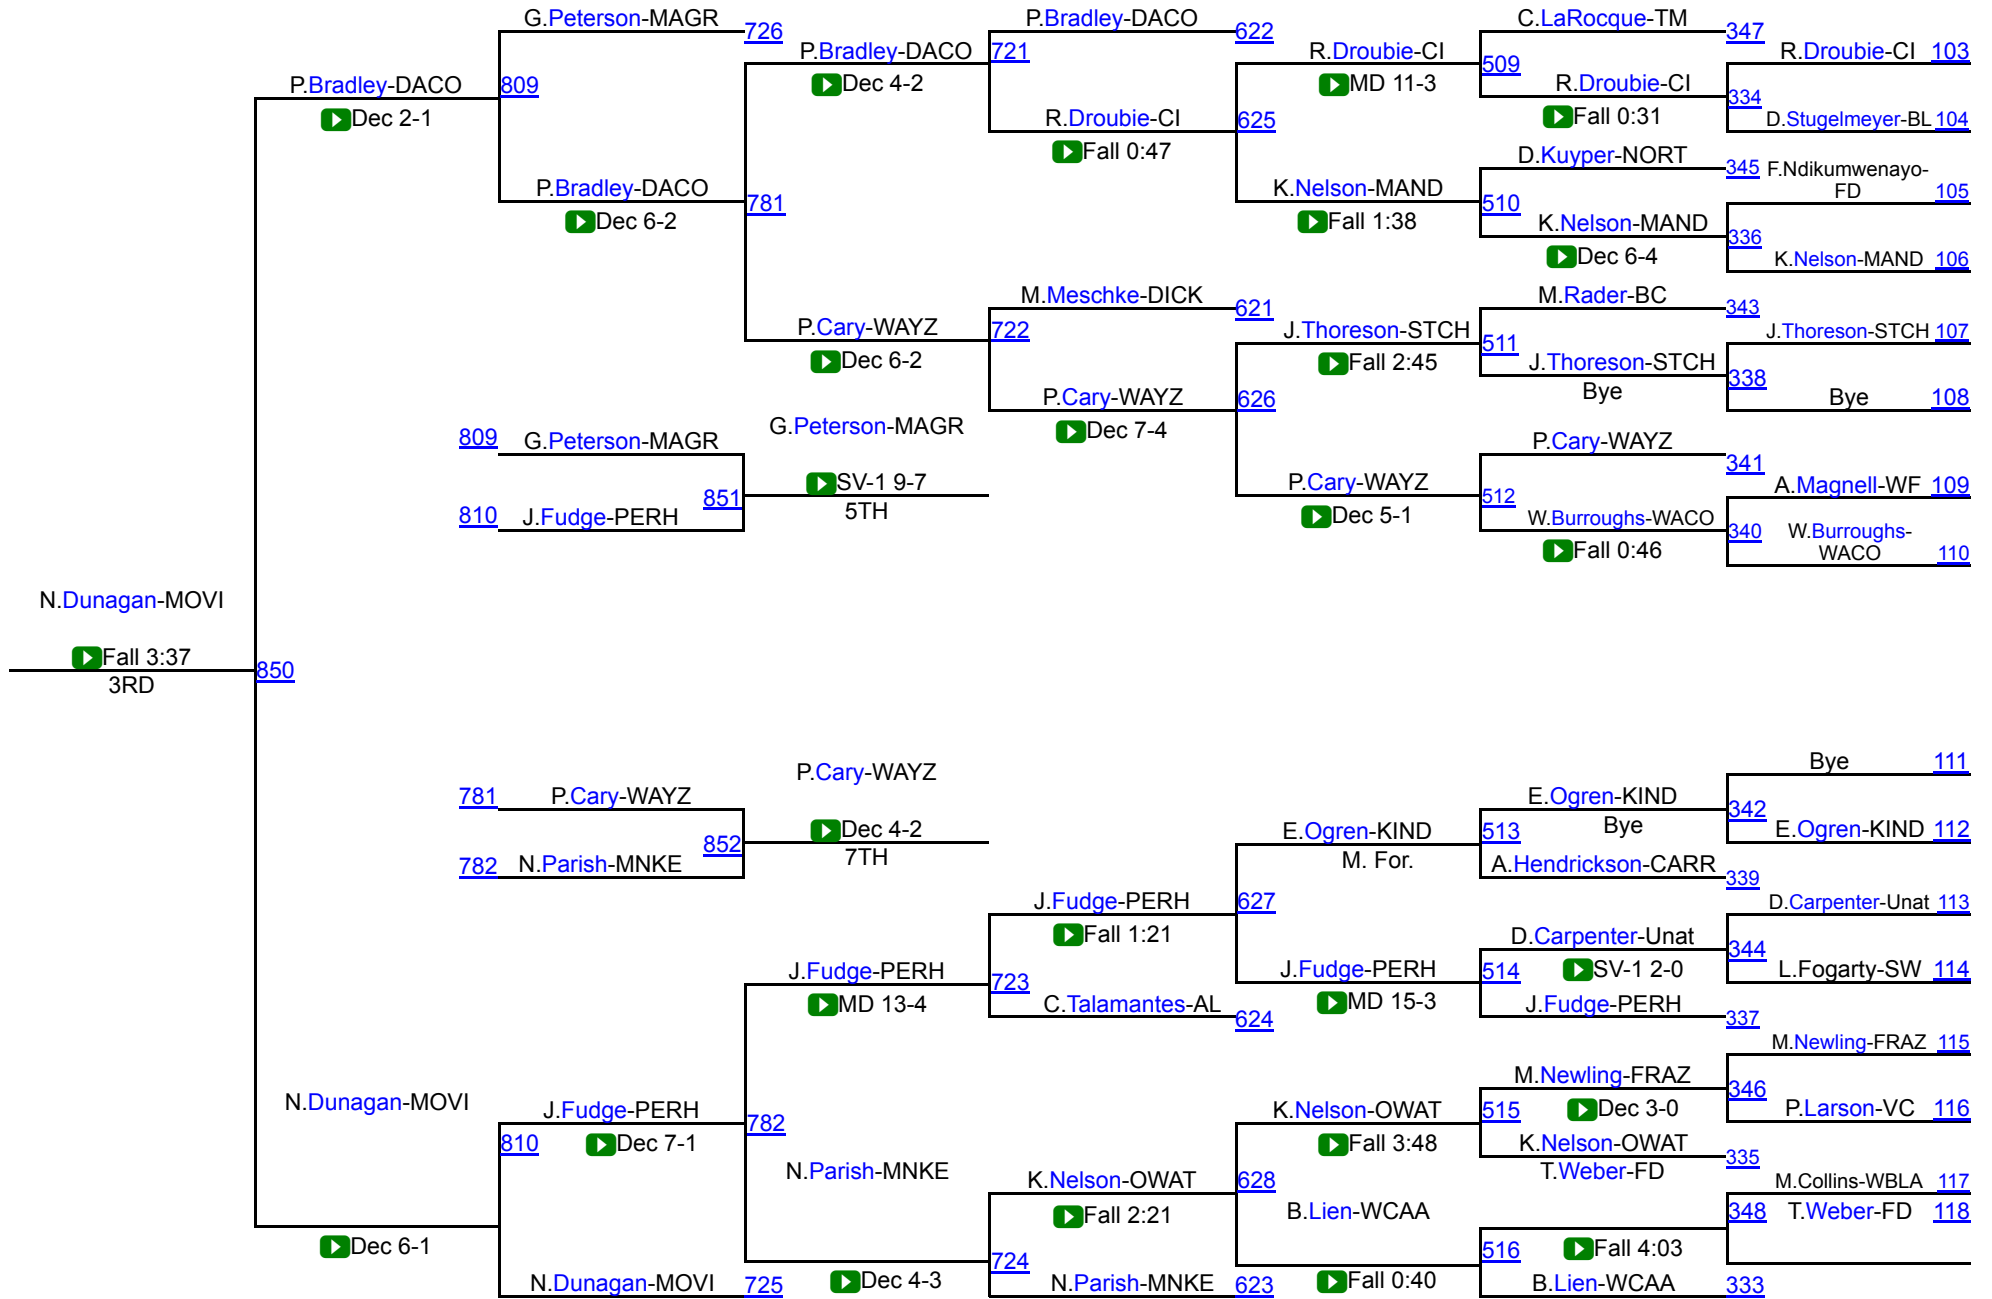 G.Peterson-MAGR 726
P.Bradley-DACO 622
C.LaRocque-TM 347
P.Bradley-DACO 721
R.Droubie-CI 509
R.Droubie-CI 103
P.Bradley-DACO 809
Dec 4-2
MD 11-3
R.Droubie-CI 334
Dec 2-1
R.Droubie-CI 625
Fall 0:31
D.Stugelmeyer-BL 104
Fall 0:47
D.Kuyper-NORT 345
F.Ndikumwenayo-
FD 105
P.Bradley-DACO 781
K.Nelson-MAND 510
Dec 6-2
Fall 1:38
K.Nelson-MAND 336
Dec 6-4
K.Nelson-MAND 106
M.Meschke-DICK 621
M.Rader-BC 343
P.Cary-WAYZ 722
J.Thoreson-STCH 511
J.Thoreson-STCH 107
Dec 6-2
Fall 2:45
J.Thoreson-STCH 338
Bye
P.Cary-WAYZ 626
Bye 108
G.Peterson-MAGR
Dec 7-4
809 G.Peterson-MAGR
P.Cary-WAYZ 341
SV-1 9-7
P.Cary-WAYZ 512
A.Magnell-WF 109
851
5TH
810 J.Fudge-PERH
Dec 5-1
W.Burroughs-WACO 340
W.Burroughs-
WACO 110
Fall 0:46
N.Dunagan-MOVI
Fall 3:37
850
3RD
Bye 111
P.Cary-WAYZ
781 P.Cary-WAYZ
E.Ogren-KIND 342
Bye
Dec 4-2
E.Ogren-KIND 513
E.Ogren-KIND 112
852
7TH
M. For.
782 N.Parish-MNKE
A.Hendrickson-CARR 339
J.Fudge-PERH 627
D.Carpenter-Unat 113
Fall 1:21
D.Carpenter-Unat 344
J.Fudge-PERH 723
J.Fudge-PERH 514
SV-1 2-0
L.Fogarty-SW 114
MD 13-4
C.Talamantes-AL 624
MD 15-3
J.Fudge-PERH 337
M.Newling-FRAZ 115
N.Dunagan-MOVI 810
J.Fudge-PERH 782
K.Nelson-OWAT 515
M.Newling-FRAZ 346
Dec 3-0
P.Larson-VC 116
Dec 7-1
Fall 3:48
K.Nelson-OWAT 335
N.Parish-MNKE
K.Nelson-OWAT 628
T.Weber-FD
M.Collins-WBLA 117
Fall 2:21
B.Lien-WCAA
348
T.Weber-FD 118
Dec 6-1
724
516
Fall 4:03
N.Dunagan-MOVI 725
Dec 4-3
N.Parish-MNKE 623
Fall 0:40
B.Lien-WCAA 333